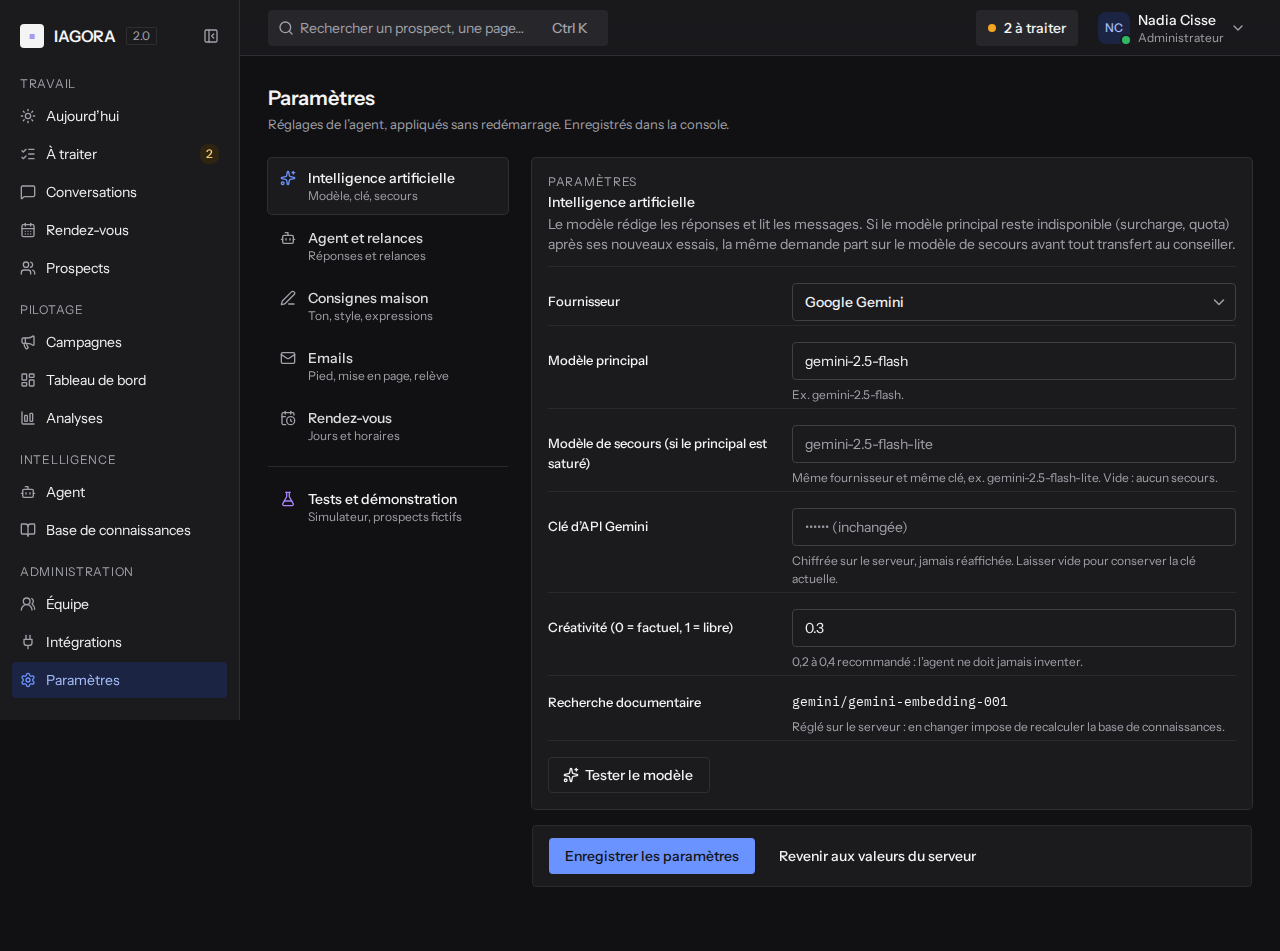 IAGORA 2.0
Rechercher un prospect, une page... Ctrl K
2 à traiter
NC
Nadia Cisse
Administrateur
TRAVAIL
Aujourd'hui
À traiter 2
Conversations
Rendez-vous
Prospects
PILOTAGE
Campagnes
Tableau de bord
Analyses
INTELLIGENCE
Agent
Base de connaissances
ADMINISTRATION
Équipe
Intégrations
Paramètres
Paramètres
Réglages de l'agent, appliqués sans redémarrage. Enregistrés dans la console.
Intelligence artificielle
Modèle, clé, secours
Agent et relances
Réponses et relances
Consignes maison
Ton, style, expressions
Emails
Pied, mise en page, relève
Rendez-vous
Jours et horaires
Tests et démonstration
Simulateur, prospects fictifs
PARAMÈTRES
Intelligence artificielle
Le modèle rédige les réponses et lit les messages. Si le modèle principal reste indisponible (surcharge, quota)
après ses nouveaux essais, la même demande part sur le modèle de secours avant tout transfert au conseiller.
Fournisseur
Google Gemini
Modèle principal
gemini-2.5-flash
Ex. gemini-2.5-flash.
Modèle de secours (si le principal est
saturé)
gemini-2.5-flash-lite
Même fournisseur et même clé, ex. gemini-2.5-flash-lite. Vide : aucun secours.
Clé d'API Gemini
•••••• (inchangée)
Chiffrée sur le serveur, jamais réaffichée. Laisser vide pour conserver la clé
actuelle.
Créativité (0 = factuel, 1 = libre)
0.3
0,2 à 0,4 recommandé : l'agent ne doit jamais inventer.
Recherche documentaire
gemini/gemini-embedding-001
Réglé sur le serveur : en changer impose de recalculer la base de connaissances.
Tester le modèle
Enregistrer les paramètres
Revenir aux valeurs du serveur